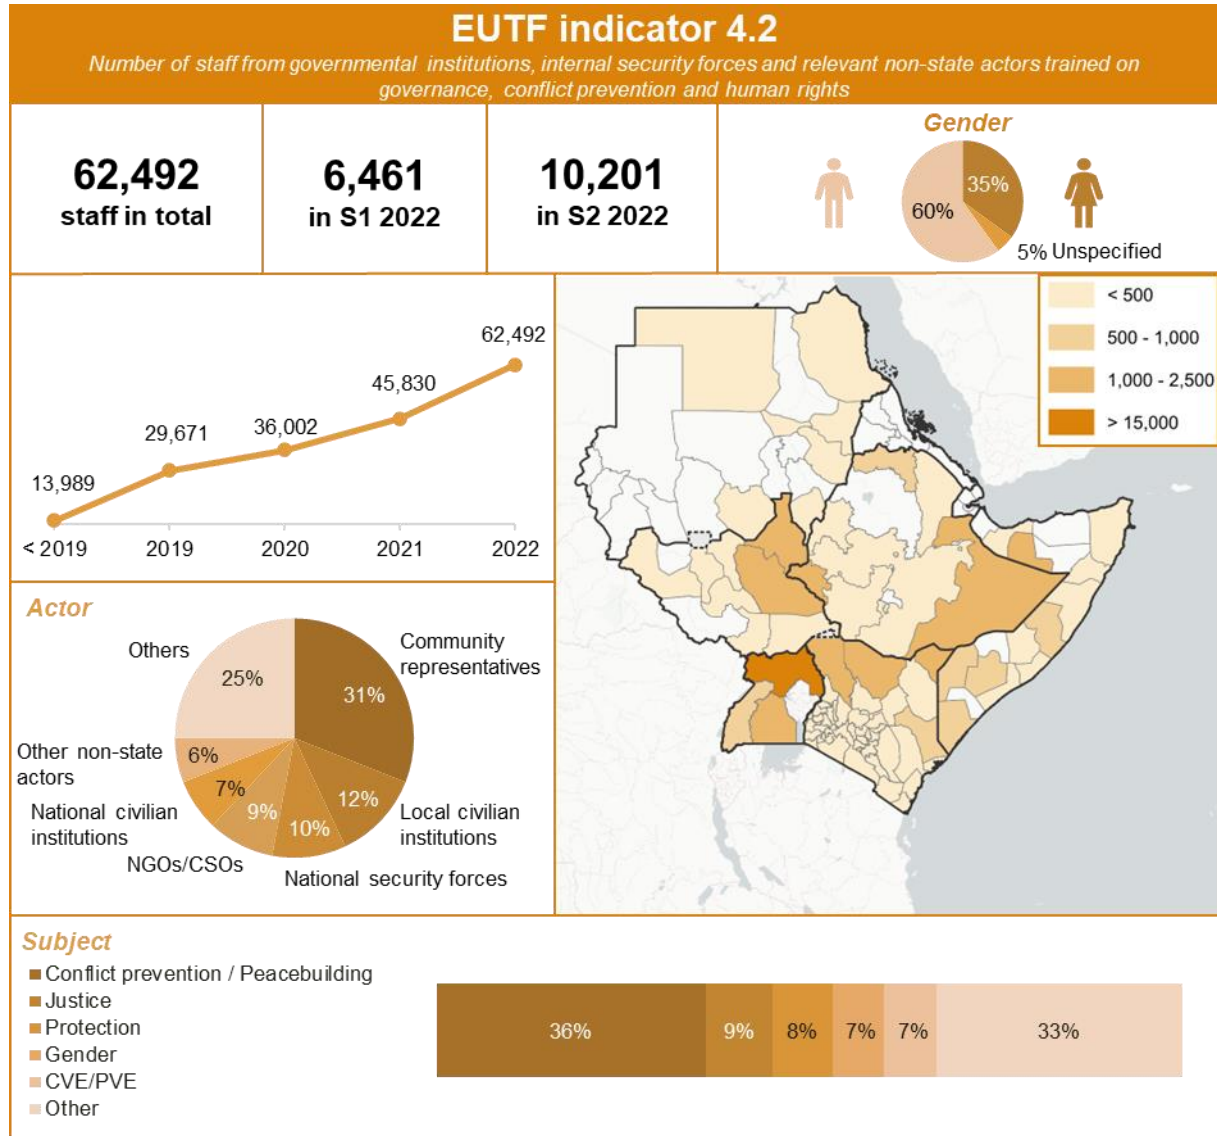 EUTF indicator 4.2
Number of staff from governmental institutions, internal security forces and relevant non-state actors trained on
governance, conflict prevention and human rights
62,492
staff in total
6,461
in S1 2022
10,201
in S2 2022
Gender
35%
60%
5% Unspecified
62,492
45,830
36,002
29,671
13,989
< 2019
2019
2020
2021
2022
< 500
500 - 1,000
1,000 - 2,500
> 15,000
Actor
Others
25%
Community
representatives
31%
Other non-state
actors
6%
National civilian
institutions
7%
NGOs/CSOs
9%
National security forces
10%
Local civilian
institutions
12%
Subject
Conflict prevention / Peacebuilding
Justice
Protection
Gender
CVE/PVE
Other
36%
9%
8%
7%
7%
33%